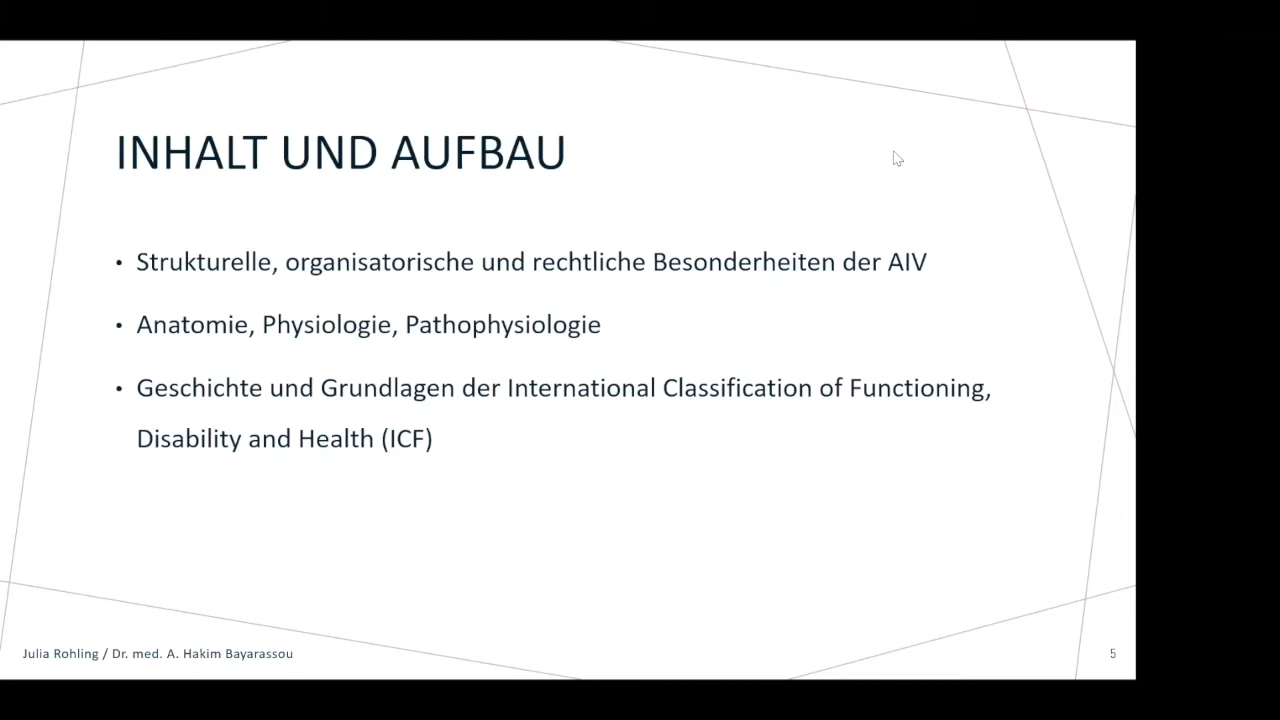 INHALT UND AUFBAU
• Strukturelle, organisatorische und rechtliche Besonderheiten der AIV
• Anatomie, Physiologie, Pathophysiologie
• Geschichte und Grundlagen der International Classification of Functioning,
Disability and Health (ICF)
Julia Rohling / Dr. med. A. Hakim Bayarassou
5